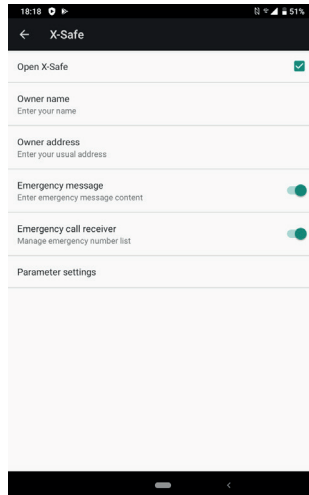 18:18 51%
X-Safe
Open X-Safe
Owner name
Enter your name
Owner address
Enter your usual address
Emergency message
Enter emergency message content
Emergency call receiver
Manage emergency number list
Parameter settings